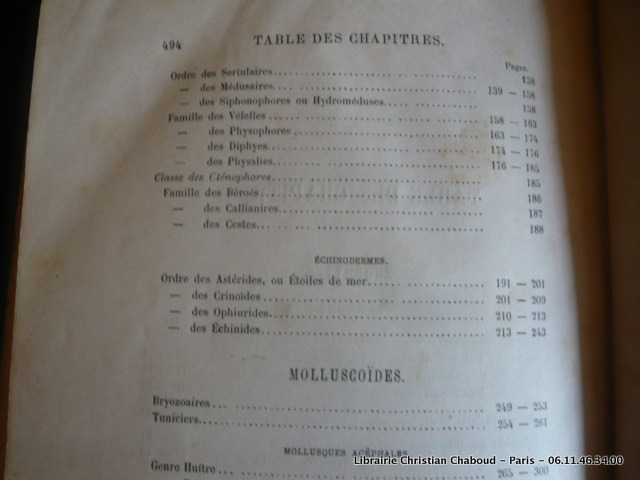 494 TABLE DES CHAPITRES.
Pages.
Ordre des Sertulaires 138
— des Médusaires 139 — 158
— des Siphonophores ou Hydroméduses 158
Famille des Vélelles 158 — 163
— des Physophores 163 — 174
— des Diphyes 174 — 176
— des Physalies 176 — 185
Classe des Cténophores 185
Famille des Béroés 186
— des Callianires 187
— des Cestes 188
ÉCHINODERMES.
Ordre des Astérides, ou Étoiles de mer 191 — 201
— des Crinoïdes 201 — 209
— des Ophiurides 210 — 213
— des Échinides 213 — 243
MOLLUSCOÏDES.
Bryozoaires 249 — 253
Tuniciers 254 — 261
MOLLUSQUES ACÉPHALES.
Genre Huître 265 — 300
Librairie Christian Chaboud - Paris - 06.11.46.34.00